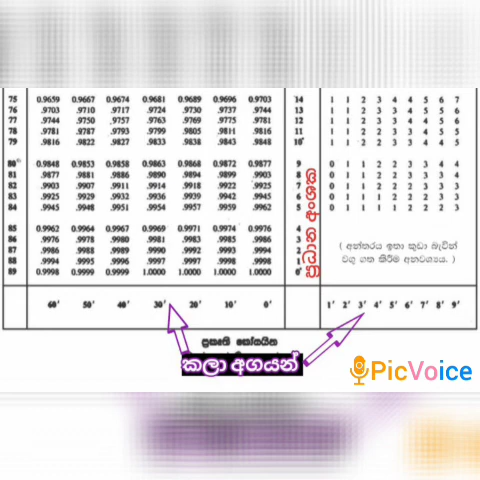 75 0.9659 0.9667 0.9674 0.9681 0.9689 0.9696 0.9703 14 1 1 2 3 4 4 5 6 7
76 .9703 .9710 .9717 .9724 .9730 .9737 .9744 13 1 1 2 3 3 4 5 5 6
77 .9744 .9750 .9757 .9763 .9769 .9775 .9781 12 1 1 2 3 3 4 4 5 6
78 .9781 .9787 .9793 .9799 .9805 .9811 .9816 11 1 1 2 2 3 3 4 5 5
79 .9816 .9822 .9827 .9833 .9838 .9843 .9848 10° 1 1 2 2 3 3 4 4 5
80° 0.9848 0.9853 0.9858 0.9863 0.9868 0.9872 0.9877 9 0 1 1 2 2 3 3 4 4
81 .9877 .9881 .9886 .9890 .9894 .9899 .9903 8 0 1 1 2 2 3 3 3 4
82 .9903 .9907 .9911 .9914 .9918 .9922 .9925 7 0 1 1 2 2 2 3 3 3
83 .9925 .9929 .9932 .9936 .9939 .9942 .9945 6 0 1 1 1 2 2 2 3 3
84 .9945 .9948 .9951 .9954 .9957 .9959 .9962 5 0 1 1 1 1 2 2 2 3
85 0.9962 0.9964 0.9967 0.9969 0.9971 0.9974 0.9976 4
86 .9976 .9978 .9980 .9981 .9983 .9985 .9986 3
87 .9986 .9988 .9989 .9990 .9992 .9993 .9994 2
88 .9994 .9995 .9996 .9997 .9997 .9998 .9998 1
89 0.9998 0.9999 0.9999 1.0000 1.0000 1.0000 1.0000 0°
ප්‍රධාන අංශක
( අන්තරය ඉතා කුඩා බැවින්
වගු ගත කිරීම අනවශ්‍යය. )
60′ 50′ 40′ 30′ 20′ 10′ 0′ 1′ 2′ 3′ 4′ 5′ 6′ 7′ 8′ 9′
ප්‍රකෘති කෝසයින
කලා අගයන්
PicVoice